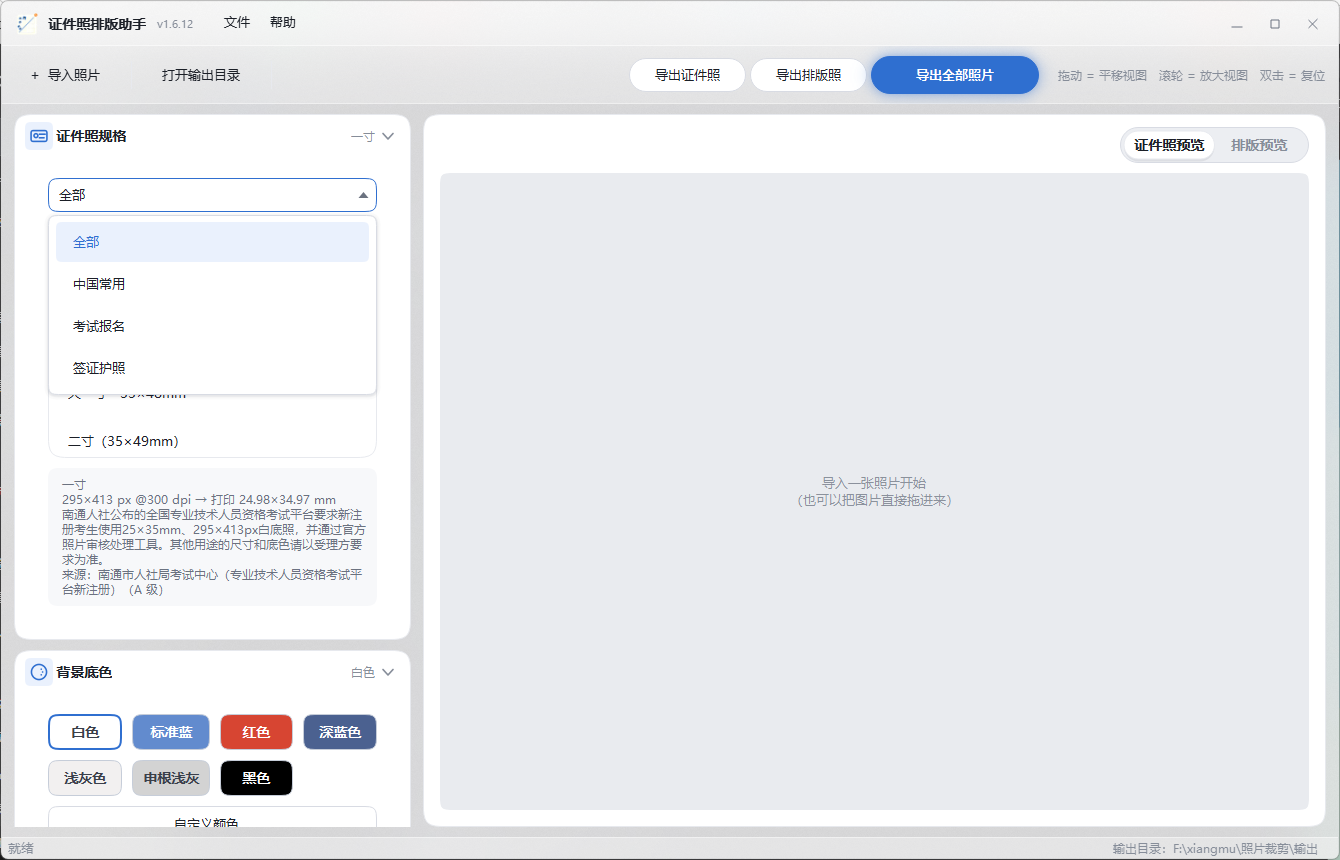 证件照排版助手 v1.6.12 文件 帮助
+ 导入照片 打开输出目录 导出证件照 导出排版照 导出全部照片 拖动 = 平移视图 滚轮 = 放大视图 双击 = 复位
证件照规格 一寸
全部
全部
中国常用
考试报名
签证护照
二寸（35×49mm）
一寸
295×413 px @300 dpi → 打印 24.98×34.97 mm
南通人社公布的全国专业技术人员资格考试平台要求新注
册考生使用25×35mm、295×413px白底照，并通过官方
照片审核处理工具。其他用途的尺寸和底色请以受理方要
求为准。
来源：南通市人社局考试中心（专业技术人员资格考试平
台新注册）（A 级）
背景底色 白色
白色 标准蓝 红色 深蓝色
浅灰色 申根浅灰 黑色
自定义颜色
证件照预览 排版预览
导入一张照片开始
（也可以把图片直接拖进来）
就绪 输出目录：F:\xiangmu\照片裁剪\输出